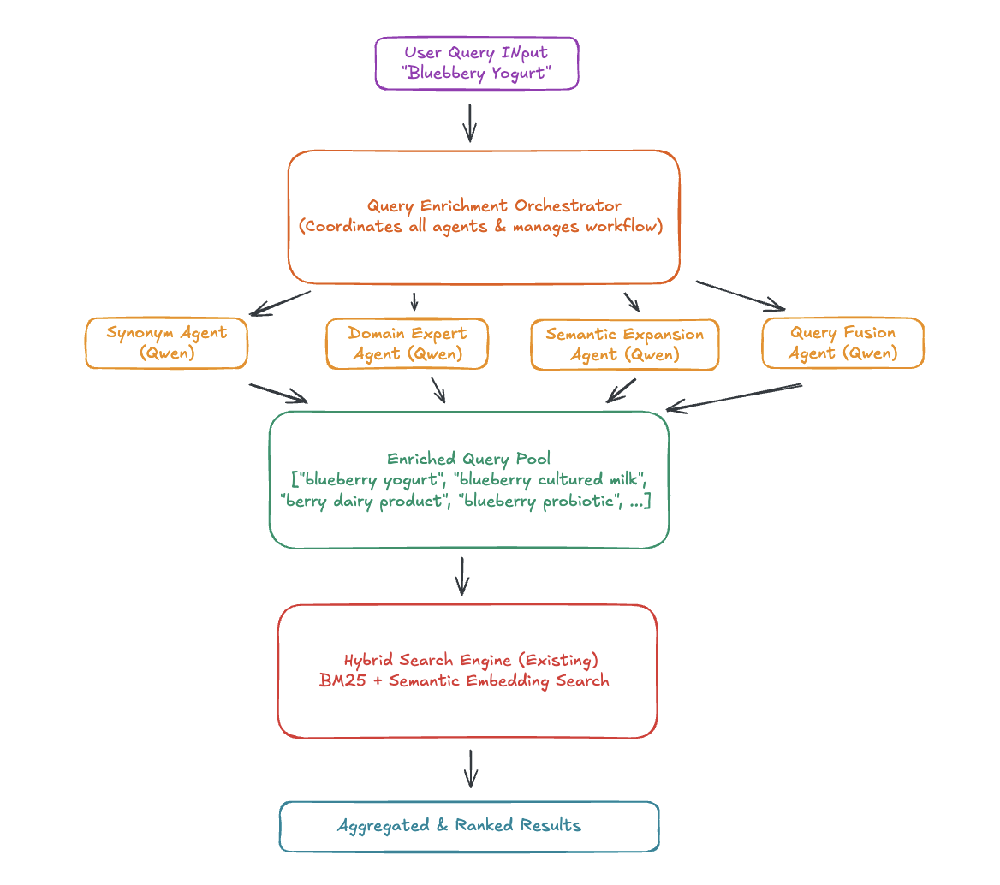 User Query INput
"Bluebbery Yogurt"
Query Enrichment Orchestrator
(Coordinates all agents & manages workflow)
Synonym Agent
(Qwen)
Domain Expert
Agent (Qwen)
Semantic Expansion
Agent (Qwen)
Query Fusion
Agent (Qwen)
Enriched Query Pool
["blueberry yogurt", "blueberry cultured milk",
"berry dairy product", "blueberry probiotic", ...]
Hybrid Search Engine (Existing)
BM25 + Semantic Embedding Search
Aggregated & Ranked Results